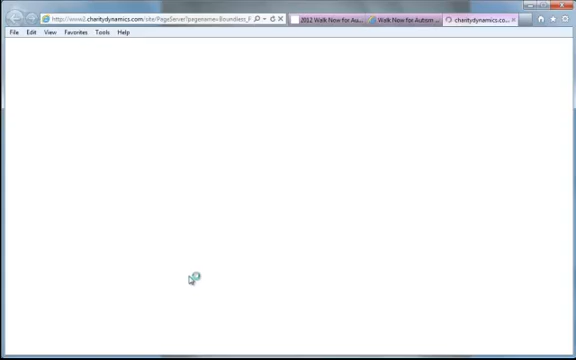 http://www2.charitydynamics.com/site/PageServer?pagename=Boundless_F
2012 Walk Now for Au...
Walk Now for Autism ...
charitydynamics.co...
File Edit View Favorites Tools Help